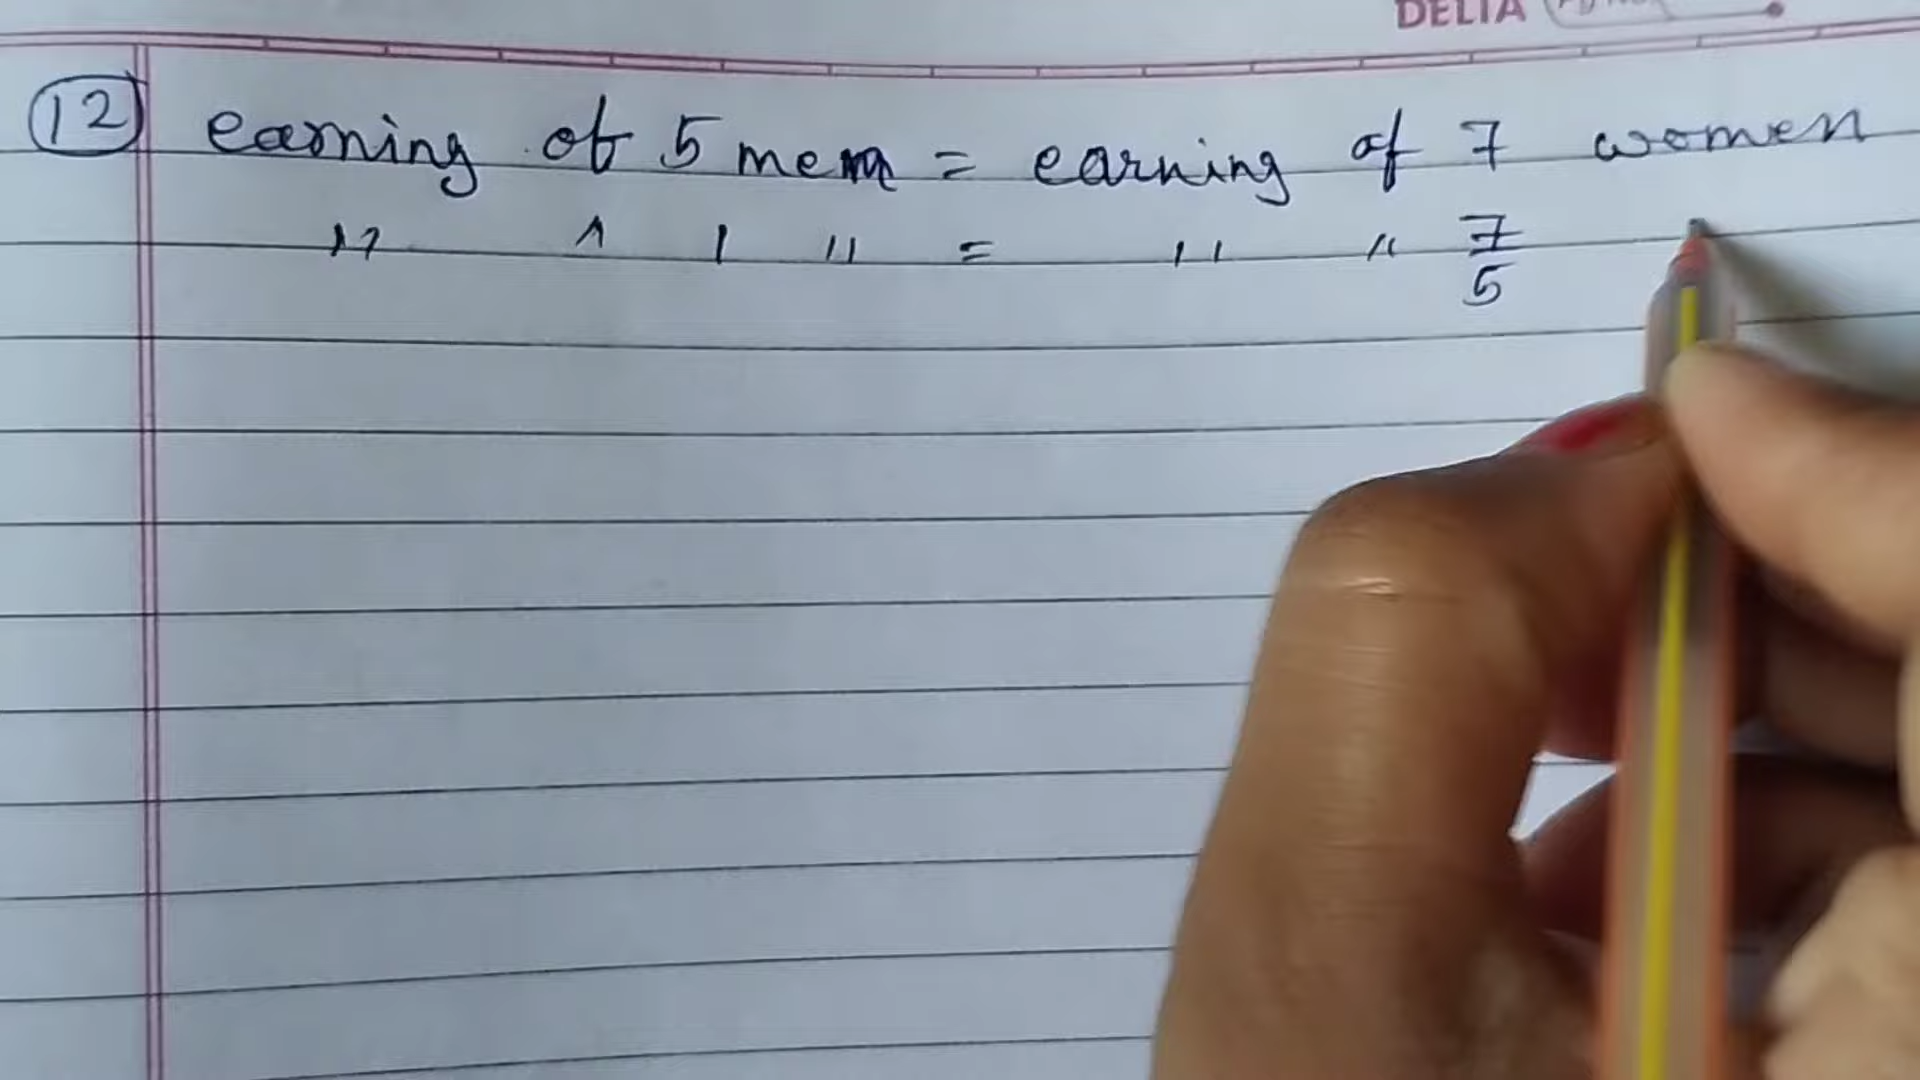 DELTA
12 earning of 5 men = earning of 7 women
" " 1 " = " " 7/5